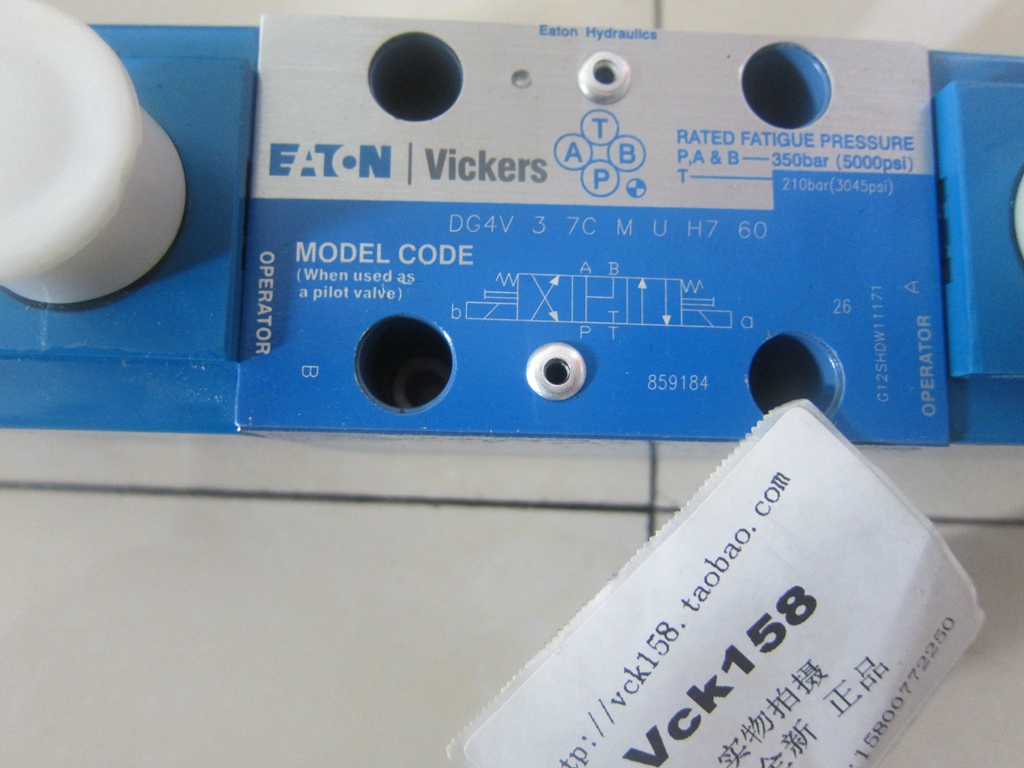 Eaton Hydraulics
EATON | Vickers
T
A B
P
RATED FATIGUE PRESSURE
P,A & B — 350bar (5000psi)
T — 210bar(3045psi)
DG4V 3 7C M U H7 60
MODEL CODE
(When used as
a pilot valve)
A B
b a
P T
OPERATOR
B
859184
26
G12SHDW11171
OPERATOR A
tp://vck158.taobao.com
Vck158
实物拍摄
全新 正品
15800772250